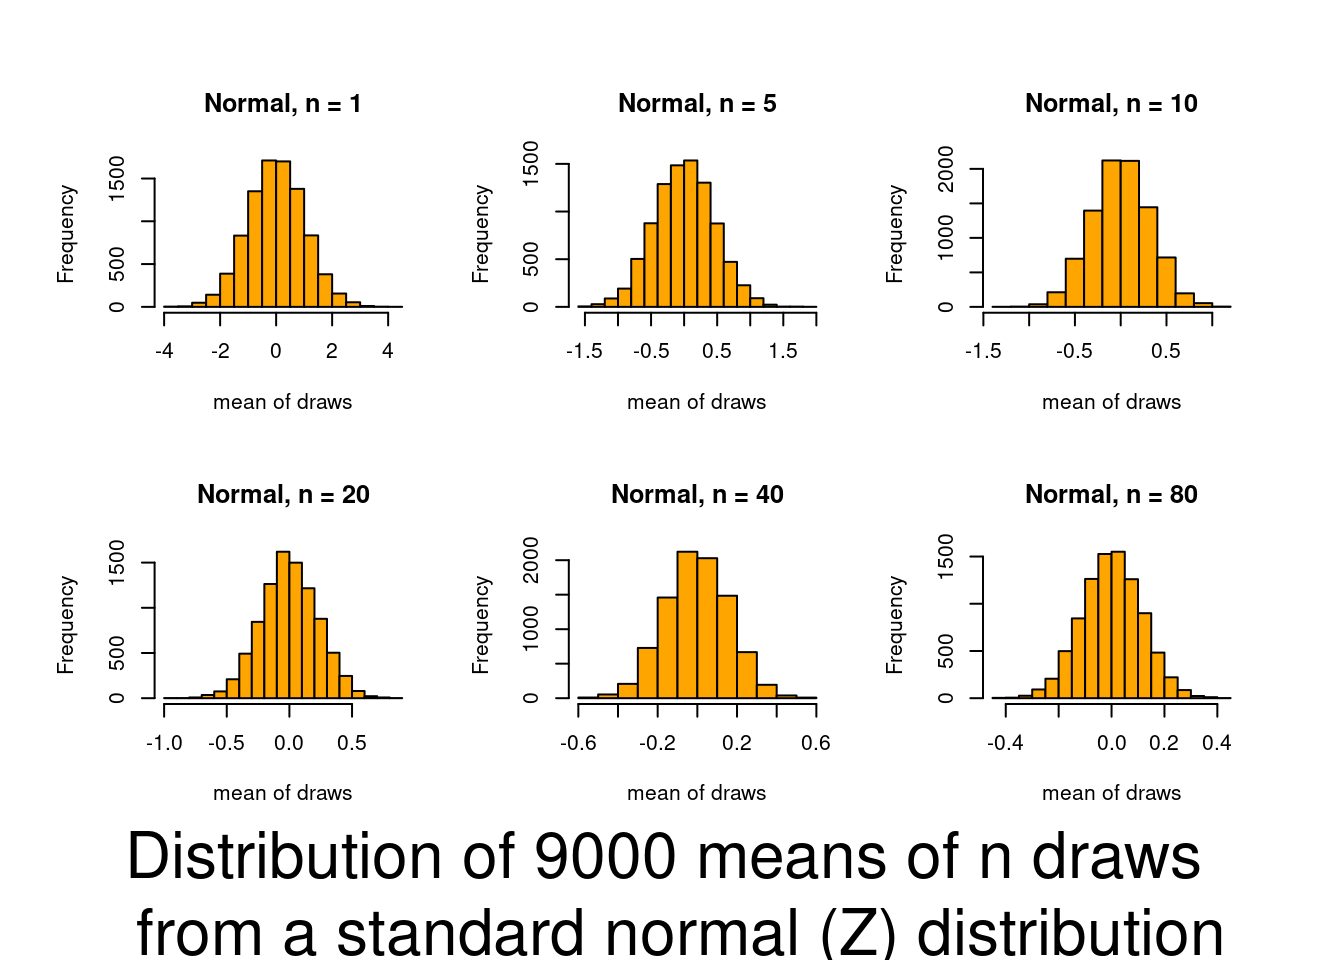 Normal, n = 1
Frequency
0 500 1500
-4 -2 0 2 4
mean of draws
Normal, n = 5
Frequency
0 500 1500
-1.5 -0.5 0.5 1.5
mean of draws
Normal, n = 10
Frequency
0 1000 2000
-1.5 -0.5 0.5
mean of draws
Normal, n = 20
Frequency
0 500 1500
-1.0 -0.5 0.0 0.5
mean of draws
Normal, n = 40
Frequency
0 1000 2000
-0.6 -0.2 0.2 0.6
mean of draws
Normal, n = 80
Frequency
0 500 1500
-0.4 0.0 0.2 0.4
mean of draws
Distribution of 9000 means of n draws
from a standard normal (Z) distribution